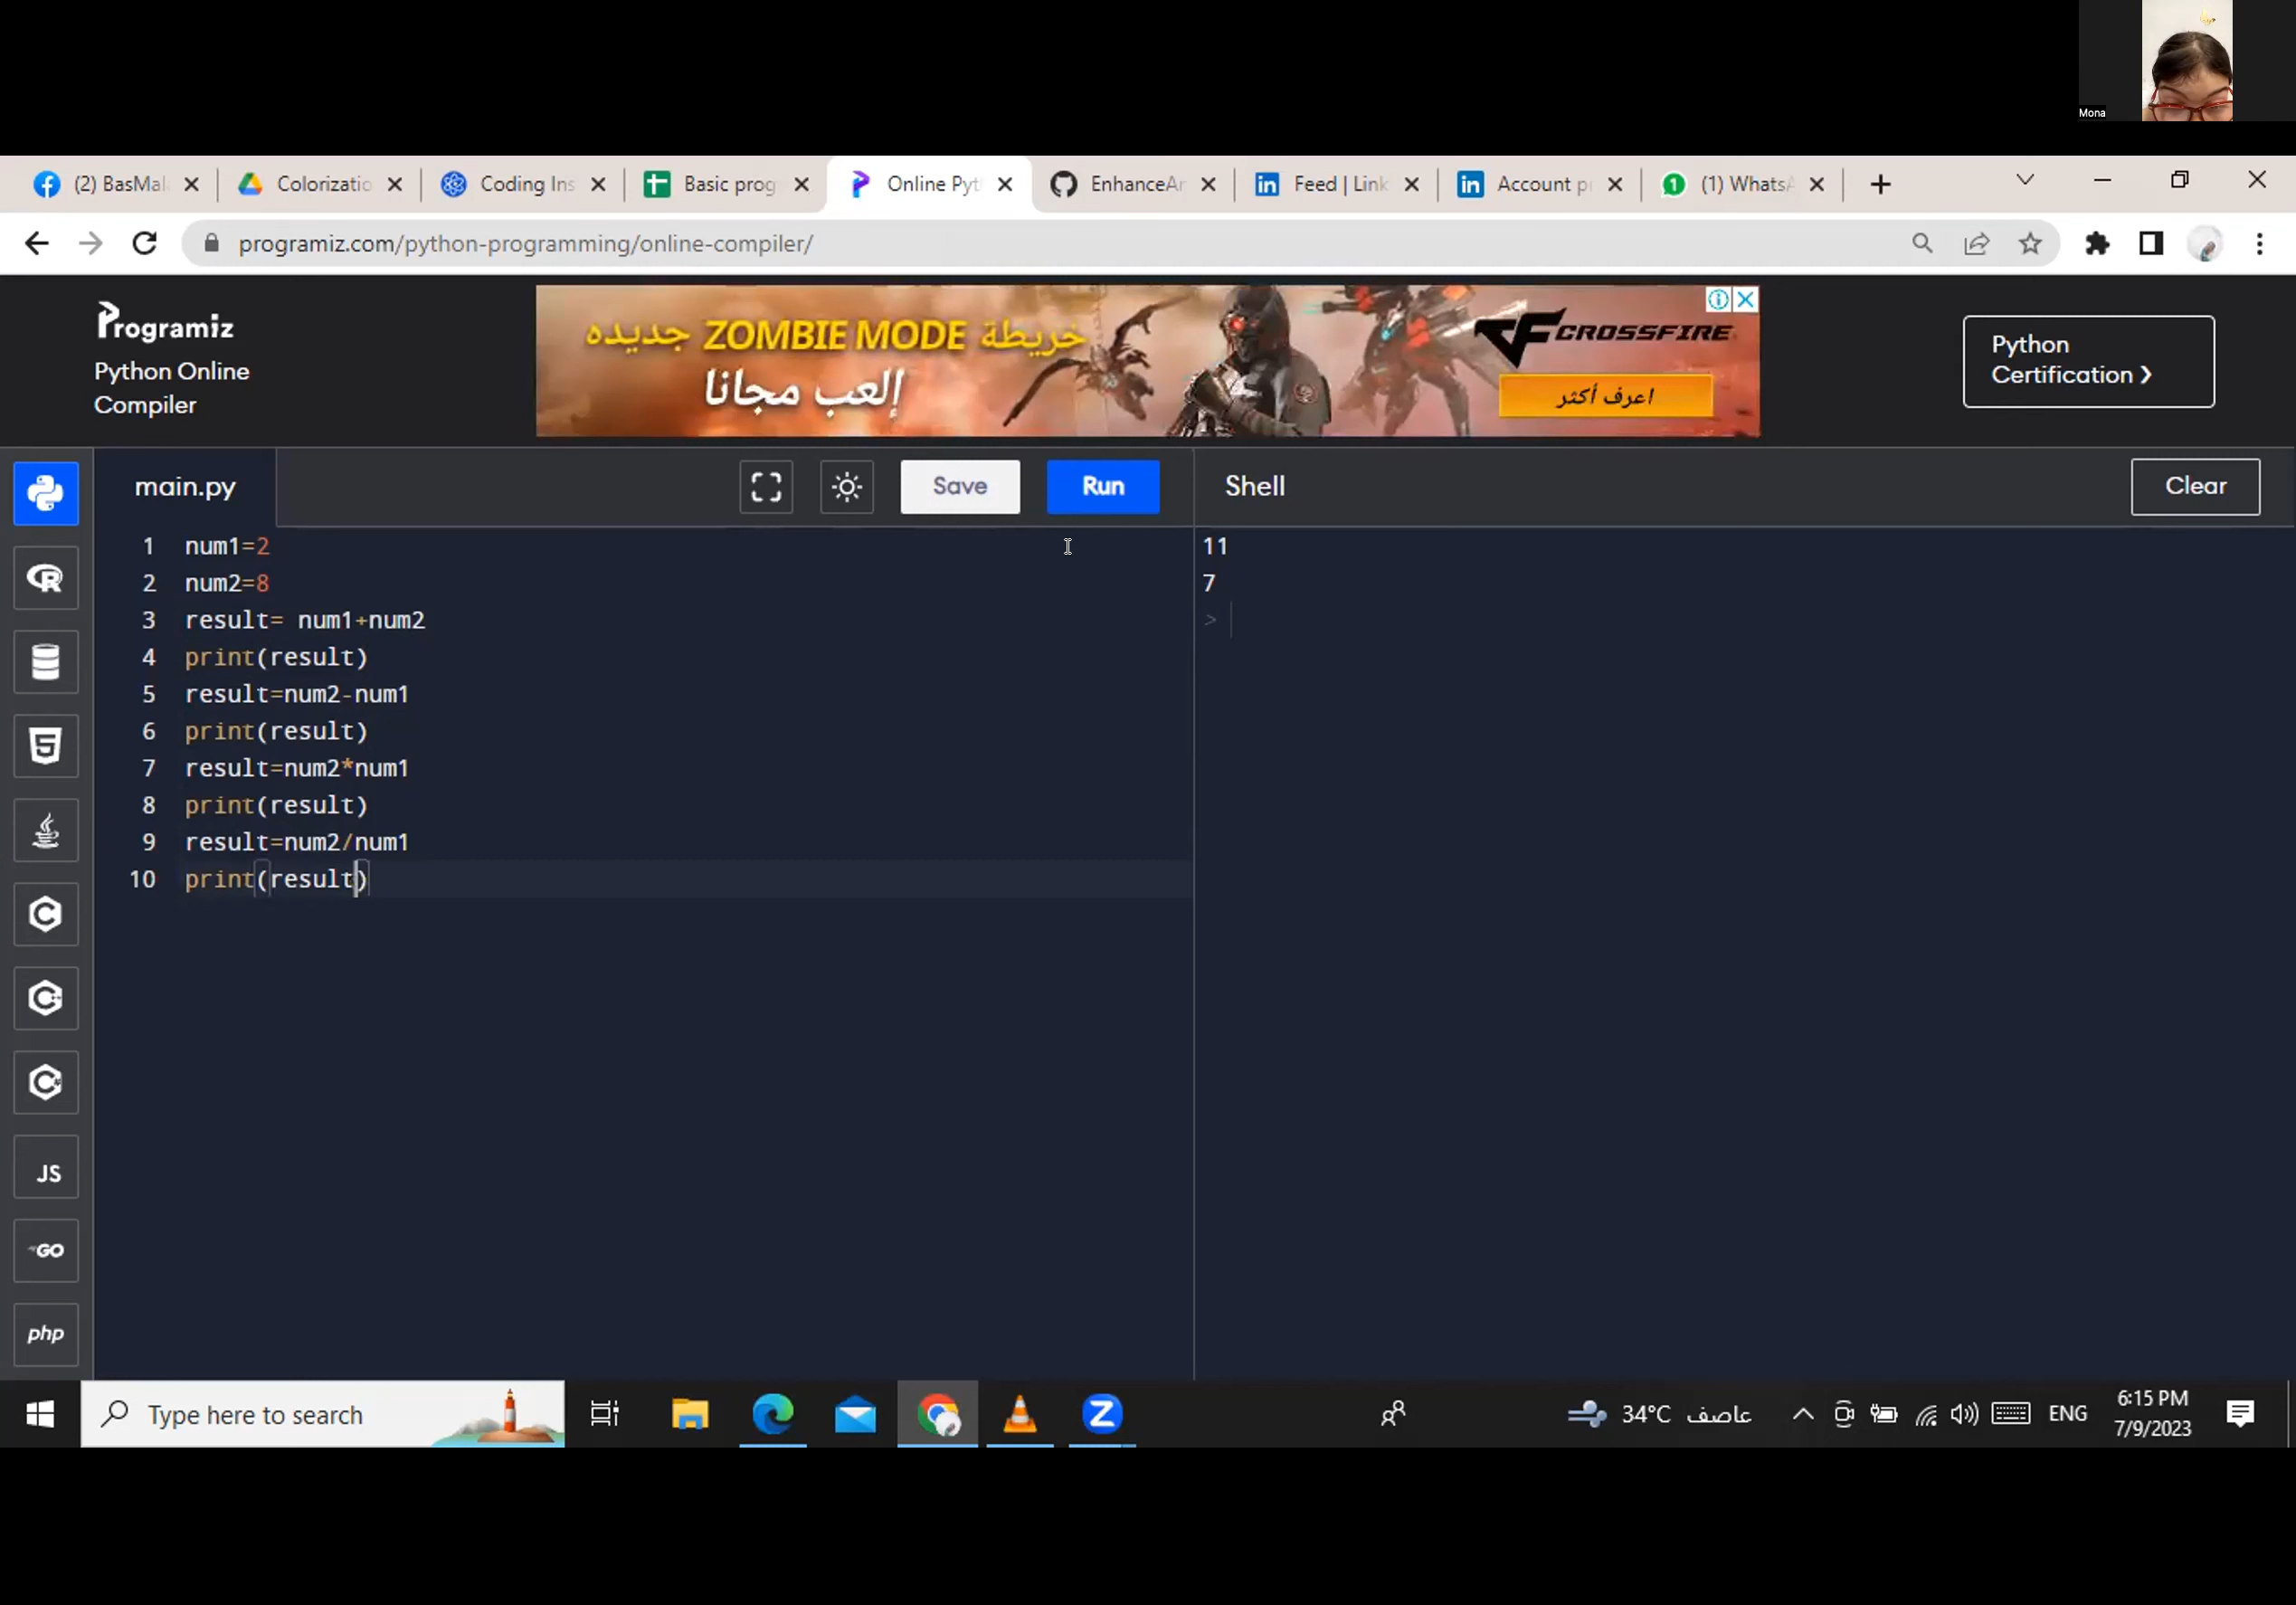 Mona
(2) BasMal
Colorizatio
Coding Ins
Basic prog
Online Pyt
EnhanceAr
Feed | Link
Account p
(1) WhatsA
programiz.com/python-programming/online-compiler/
Programiz
Python Online
Compiler
خريطة ZOMBIE MODE جديده
إلعب مجانا
CROSSFIRE
اعرف أكثر
Python
Certification ❯
main.py
Save
Run
Shell
Clear
1 num1=2
2 num2=8
3 result= num1+num2
4 print(result)
5 result=num2-num1
6 print(result)
7 result=num2*num1
8 print(result)
9 result=num2/num1
10 print(result)
11
7
>
JS
GO
php
Type here to search
34°C عاصف
ENG
6:15 PM
7/9/2023